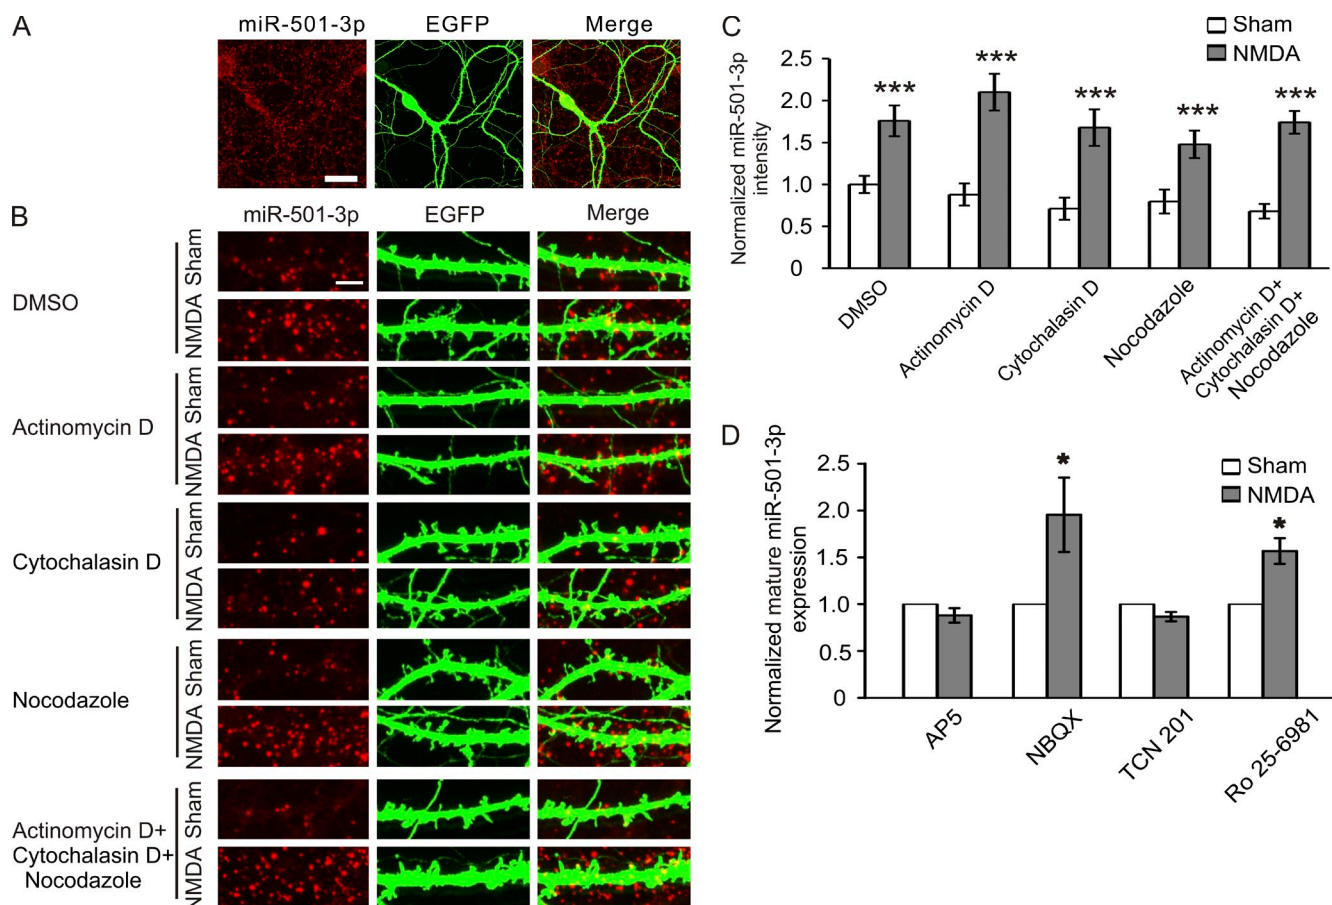 A
miR-501-3p EGFP Merge
B
miR-501-3p EGFP Merge
DMSO
Sham
NMDA
Actinomycin D
Sham
NMDA
Cytochalasin D
Sham
NMDA
Nocodazole
Sham
NMDA
Actinomycin D+
Cytochalasin D+
Nocodazole
Sham
NMDA
C
Sham
NMDA
Normalized miR-501-3p
intensity
2.5
2.0
1.5
1.0
0.5
0
*** *** *** *** ***
DMSO
Actinomycin D
Cytochalasin D
Nocodazole
Actinomycin D+
Cytochalasin D+
Nocodazole
D
Sham
NMDA
Normalized mature miR-501-3p
expression
2.5
2.0
1.5
1.0
0.5
0
* *
AP5
NBQX
TCN 201
Ro 25-6981